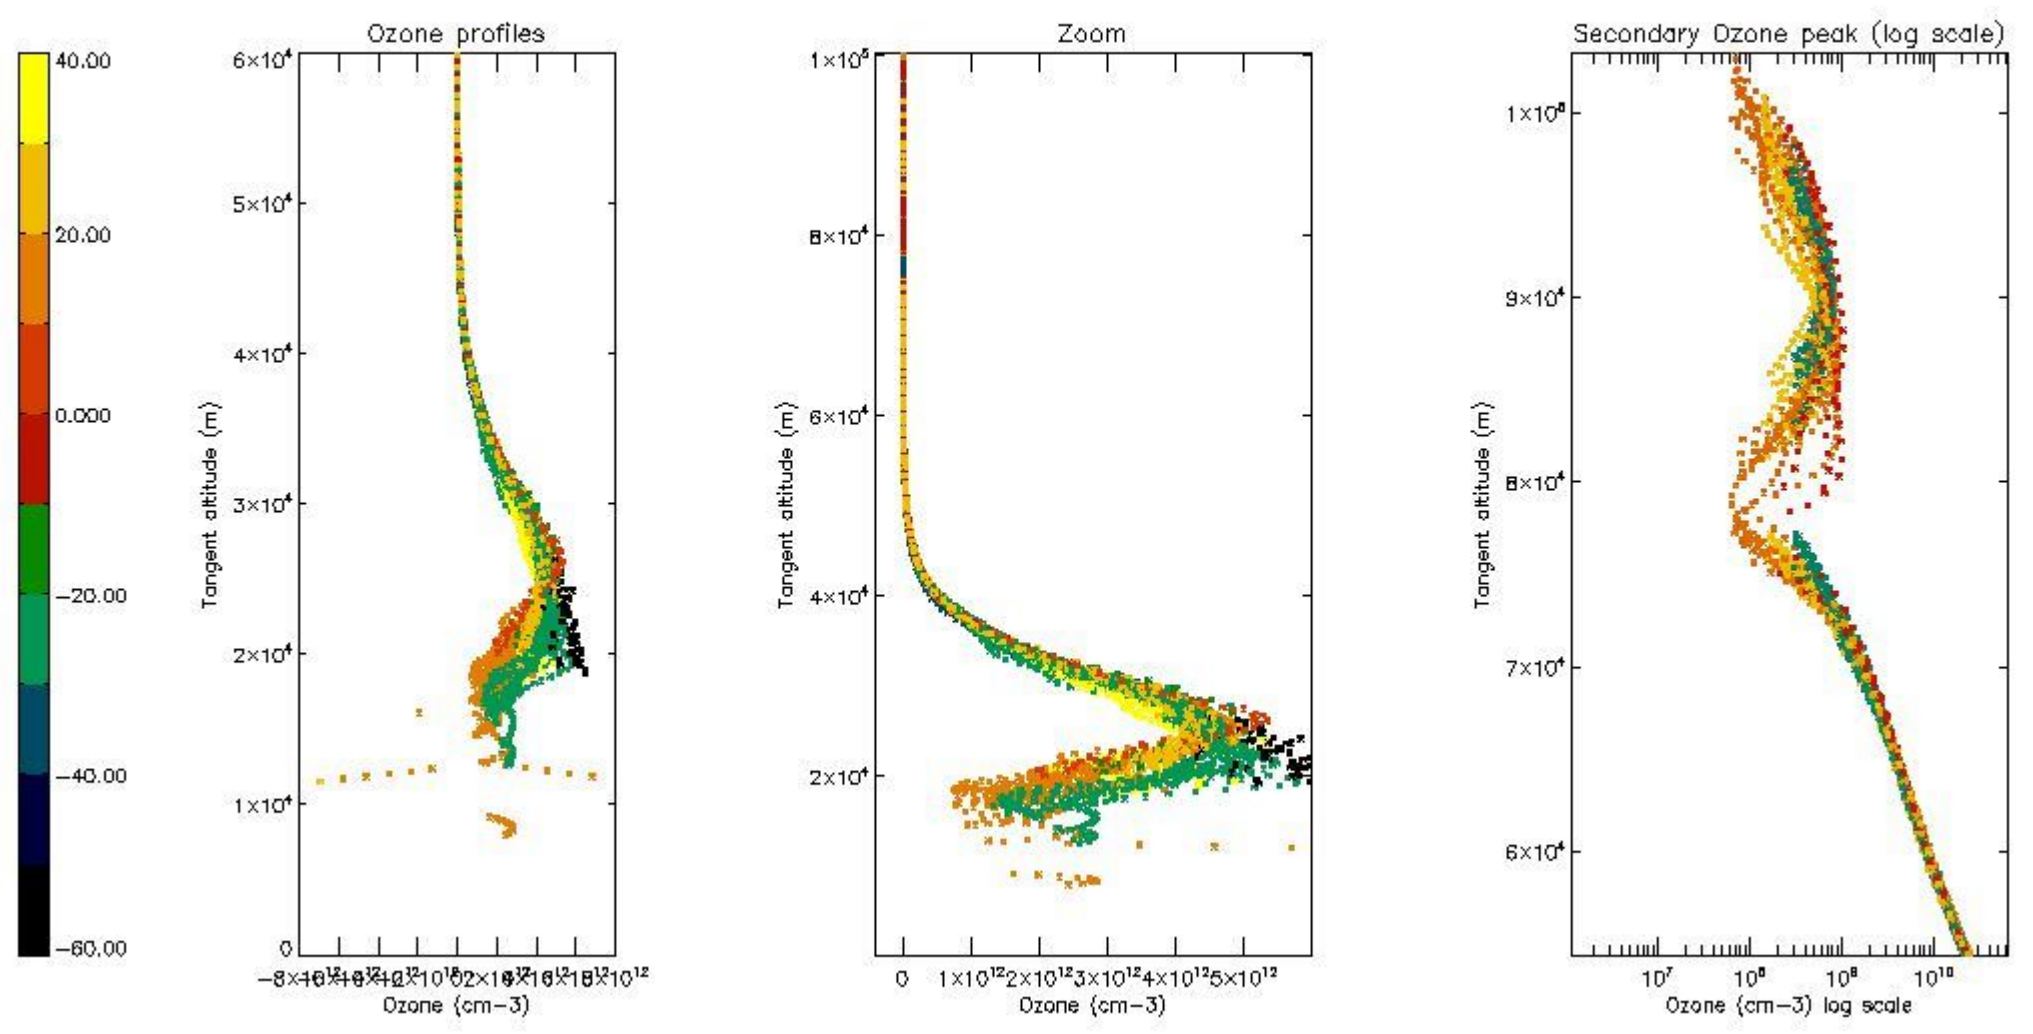 Ozone profiles
Zoom
Secondary Ozone peak (log scale)
40.00
20.00
0.000
−20.00
−40.00
−60.00
6×10⁴
5×10⁴
4×10⁴
3×10⁴
2×10⁴
1×10⁴
0
Tangent altitude (m)
Ozone (cm−3)
1×10⁵
8×10⁴
6×10⁴
4×10⁴
2×10⁴
Tangent altitude (m)
0 1×10¹² 2×10¹² 3×10¹² 4×10¹² 5×10¹²
Ozone (cm−3)
9×10⁴
8×10⁴
7×10⁴
6×10⁴
Tangent altitude (m)
10⁷ 10⁸ 10⁹ 10¹⁰
Ozone (cm−3) log scale